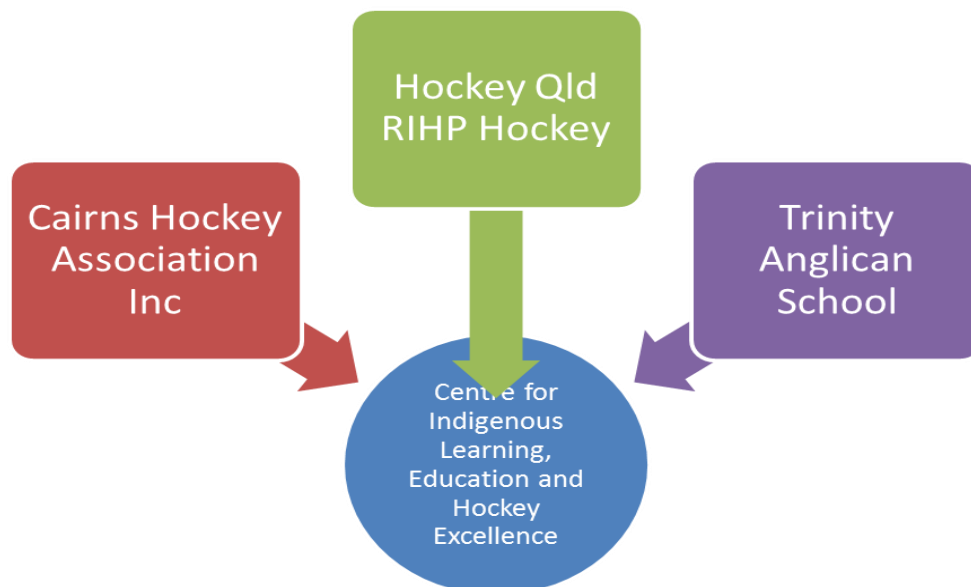 Hockey Qld
RIHP Hockey
Cairns Hockey
Association
Inc
Trinity
Anglican
School
Centre for
Indigenous
Learning,
Education and
Hockey
Excellence